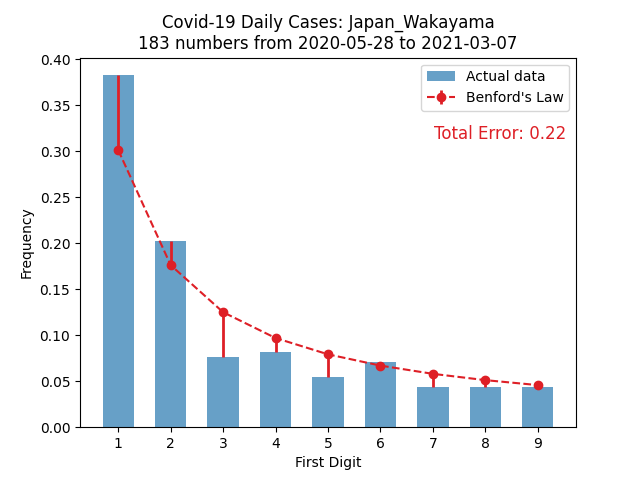 Covid-19 Daily Cases: Japan_Wakayama
183 numbers from 2020-05-28 to 2021-03-07
Actual data
Benford's Law
Total Error: 0.22
Frequency
0.40
0.35
0.30
0.25
0.20
0.15
0.10
0.05
0.00
1 2 3 4 5 6 7 8 9
First Digit